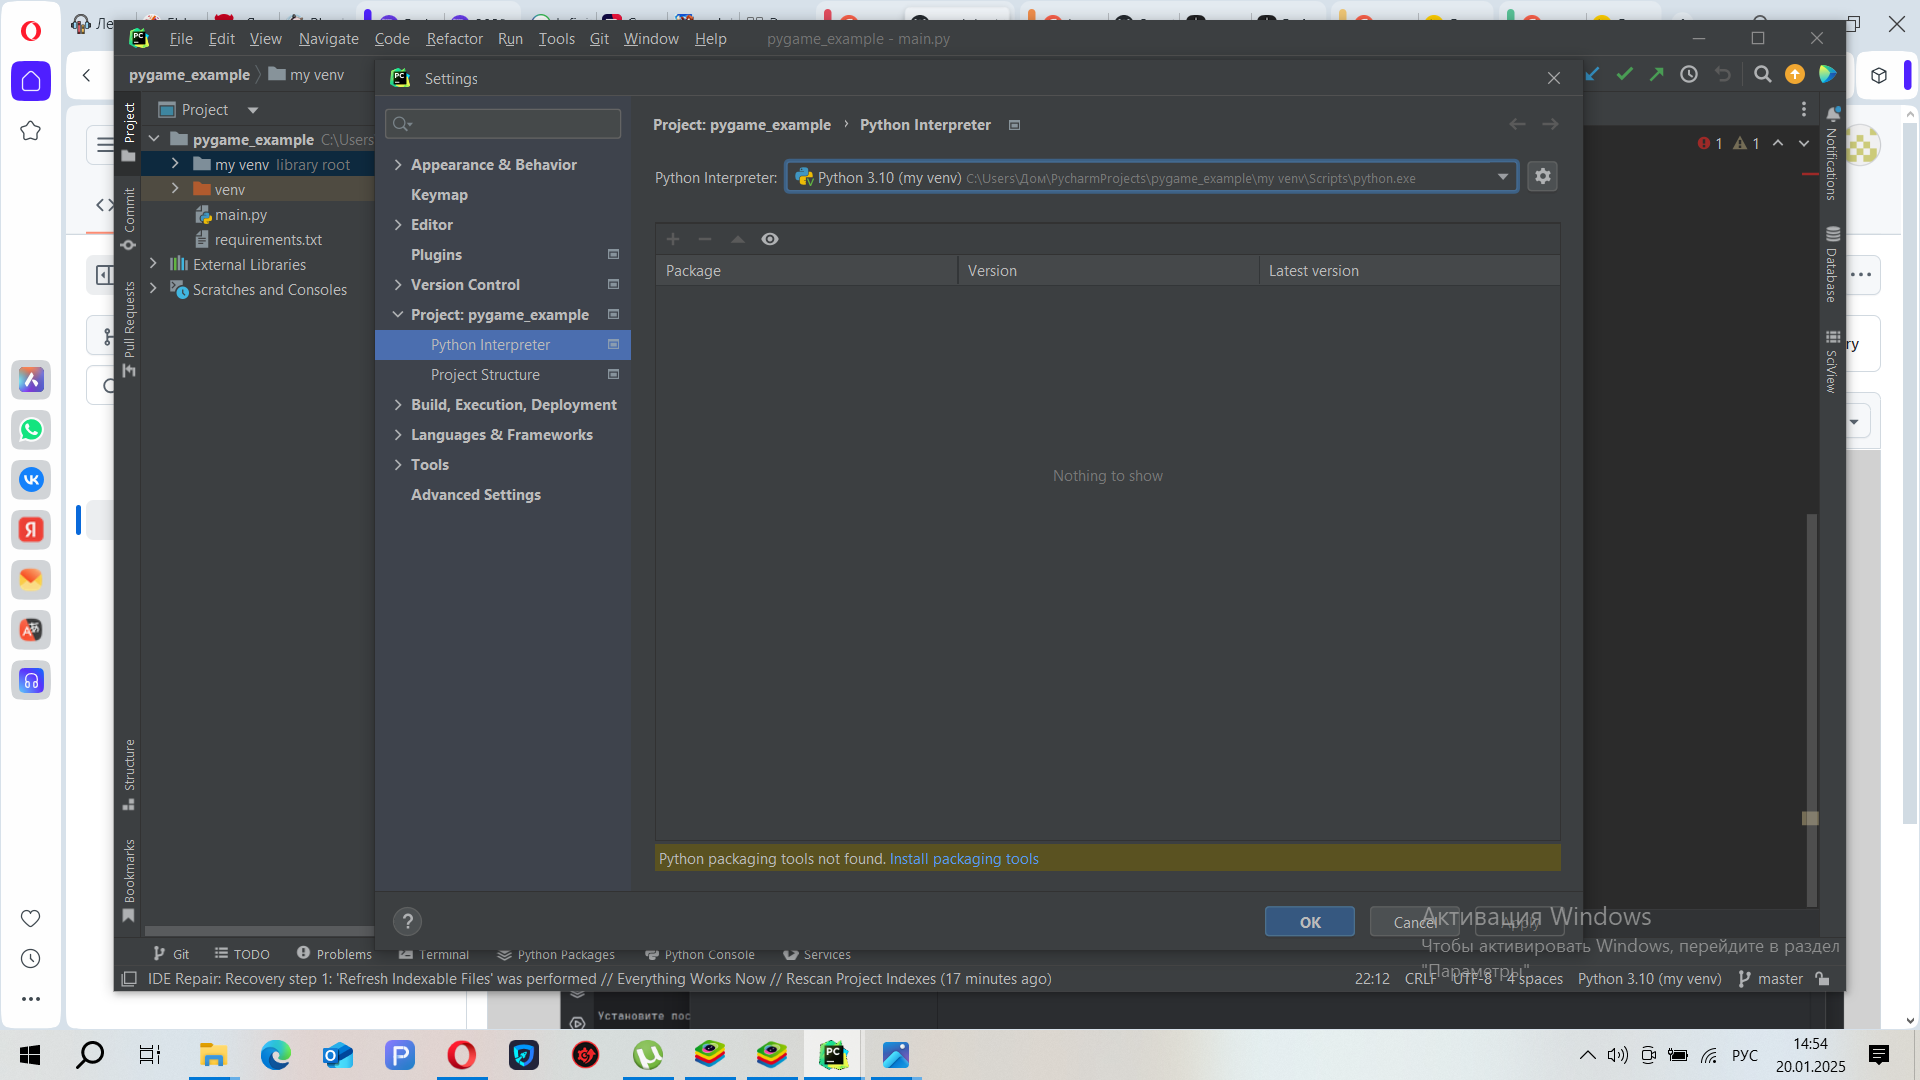 File Edit View Navigate Code Refactor Run Tools Git Window Help pygame_example - main.py
pygame_example my venv
Settings
Project
pygame_example C:\Users
my venv library root
venv
main.py
requirements.txt
External Libraries
Scratches and Consoles
Project
Commit
Pull Requests
Structure
Bookmarks
Appearance & Behavior
Keymap
Editor
Plugins
Version Control
Project: pygame_example
Python Interpreter
Project Structure
Build, Execution, Deployment
Languages & Frameworks
Tools
Advanced Settings
Project: pygame_example › Python Interpreter
Python Interpreter: Python 3.10 (my venv) C:\Users\Дом\PycharmProjects\pygame_example\my venv\Scripts\python.exe
Package Version Latest version
Nothing to show
Python packaging tools not found. Install packaging tools
? OK Cancel Apply
1 1
Notifications
Database
SciView
ry
Активация Windows
Чтобы активировать Windows, перейдите в раздел
"Параметры".
Git TODO Problems Terminal Python Packages Python Console Services
IDE Repair: Recovery step 1: 'Refresh Indexable Files' was performed // Everything Works Now // Rescan Project Indexes (17 minutes ago) 22:12 CRLF UTF-8 4 spaces Python 3.10 (my venv) master
Установите пос
РУС
14:54
20.01.2025